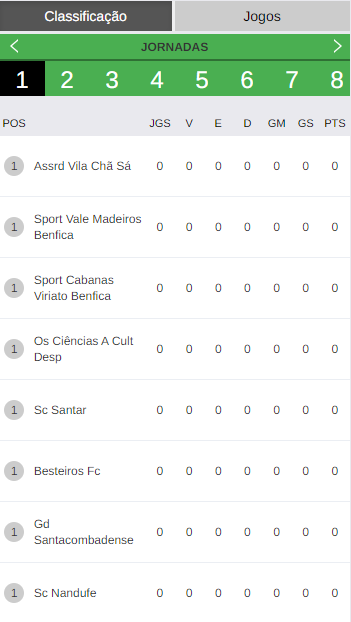 Classificação Jogos
JORNADAS
1 2 3 4 5 6 7 8
POS JGS V E D GM GS PTS
1 Assrd Vila Chã Sá 0 0 0 0 0 0 0
Sport Vale Madeiros
1 Benfica 0 0 0 0 0 0 0
Sport Cabanas
1 Viriato Benfica 0 0 0 0 0 0 0
Os Ciências A Cult
1 Desp 0 0 0 0 0 0 0
1 Sc Santar 0 0 0 0 0 0 0
1 Besteiros Fc 0 0 0 0 0 0 0
Gd
1 Santacombadense 0 0 0 0 0 0 0
1 Sc Nandufe 0 0 0 0 0 0 0